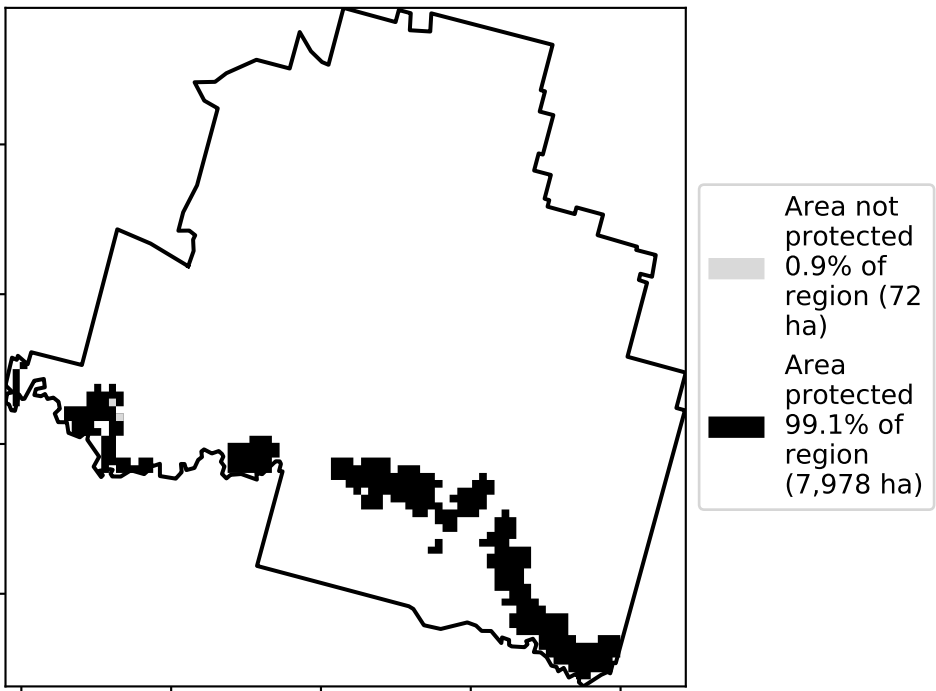 Area not
protected
0.9% of
region (72
ha)
Area
protected
99.1% of
region
(7,978 ha)